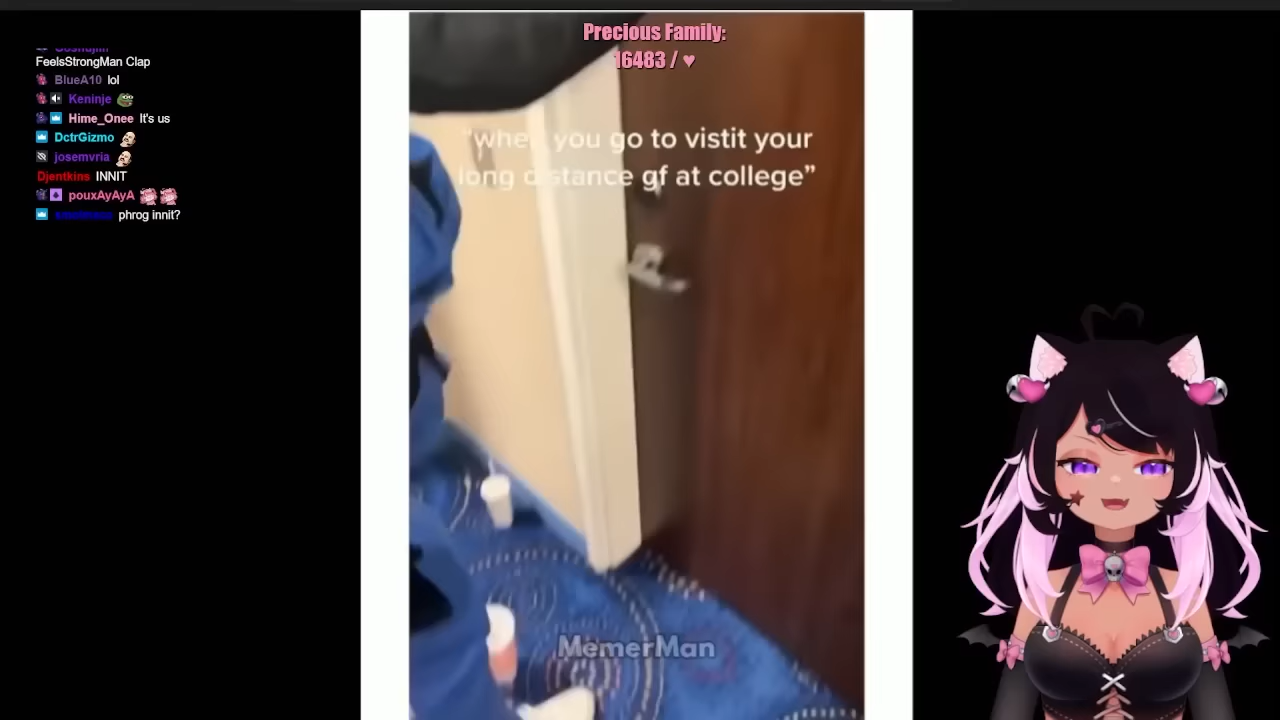 Precious Family:
16483 / ♥
FeelsStrongMan Clap
BlueA10 lol
Keninje
Hime_Onee It's us
DctrGizmo
josemvria
Djentkins INNIT
pouxAyAyA
phrog innit?
"when you go to vistit your
long distance gf at college"
MemerMan